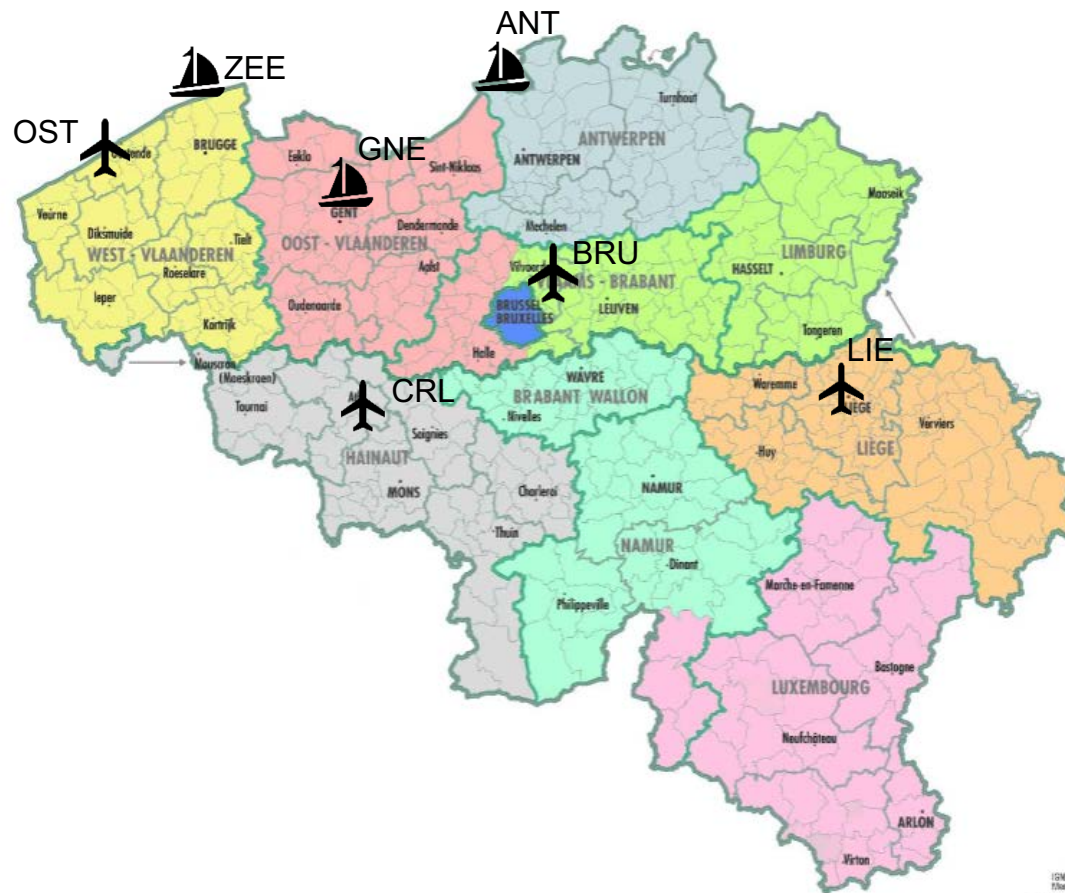 ANT
ZEE
OST
GNE
BRU
CRL
LIE
Turnhout
ANTWERPEN
ANTWERPEN
BRUGGE
Eeklo
Sint-Niklaas
GENT
Maaseik
Veurne
Diksmuide
Tielt
Dendermonde
Mechelen
WEST - VLAANDEREN
OOST - VLAANDEREN
LIMBURG
HASSELT
Roeselare
Aalst
Ieper
Oudenaarde
BRUSSEL
BRUXELLES
LEUVEN
Kortrijk
Halle
Tongeren
Mouscron
(Moeskroen)
WAVRE
Waremme
BRABANT WALLON
Tournai
Nivelles
Soignies
Verviers
HAINAUT
Huy
LIÈGE
MONS
Charleroi
NAMUR
Thuin
NAMUR
Dinant
Marche-en-Famenne
Philippeville
Bastogne
LUXEMBOURG
Neufchâteau
ARLON
Virton